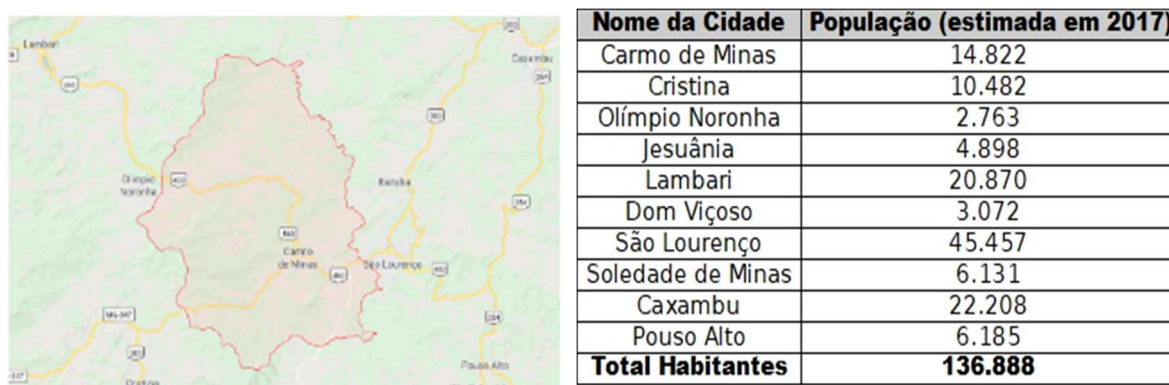 Lambari
Caxambu
Olímpio
Noronha
Carmo
de Minas
São Lourenço
Pouso Alto
Cristina
Nome da Cidade População (estimada em 2017)
Carmo de Minas 14.822
Cristina 10.482
Olímpio Noronha 2.763
Jesuânia 4.898
Lambari 20.870
Dom Viçoso 3.072
São Lourenço 45.457
Soledade de Minas 6.131
Caxambu 22.208
Pouso Alto 6.185
Total Habitantes 136.888